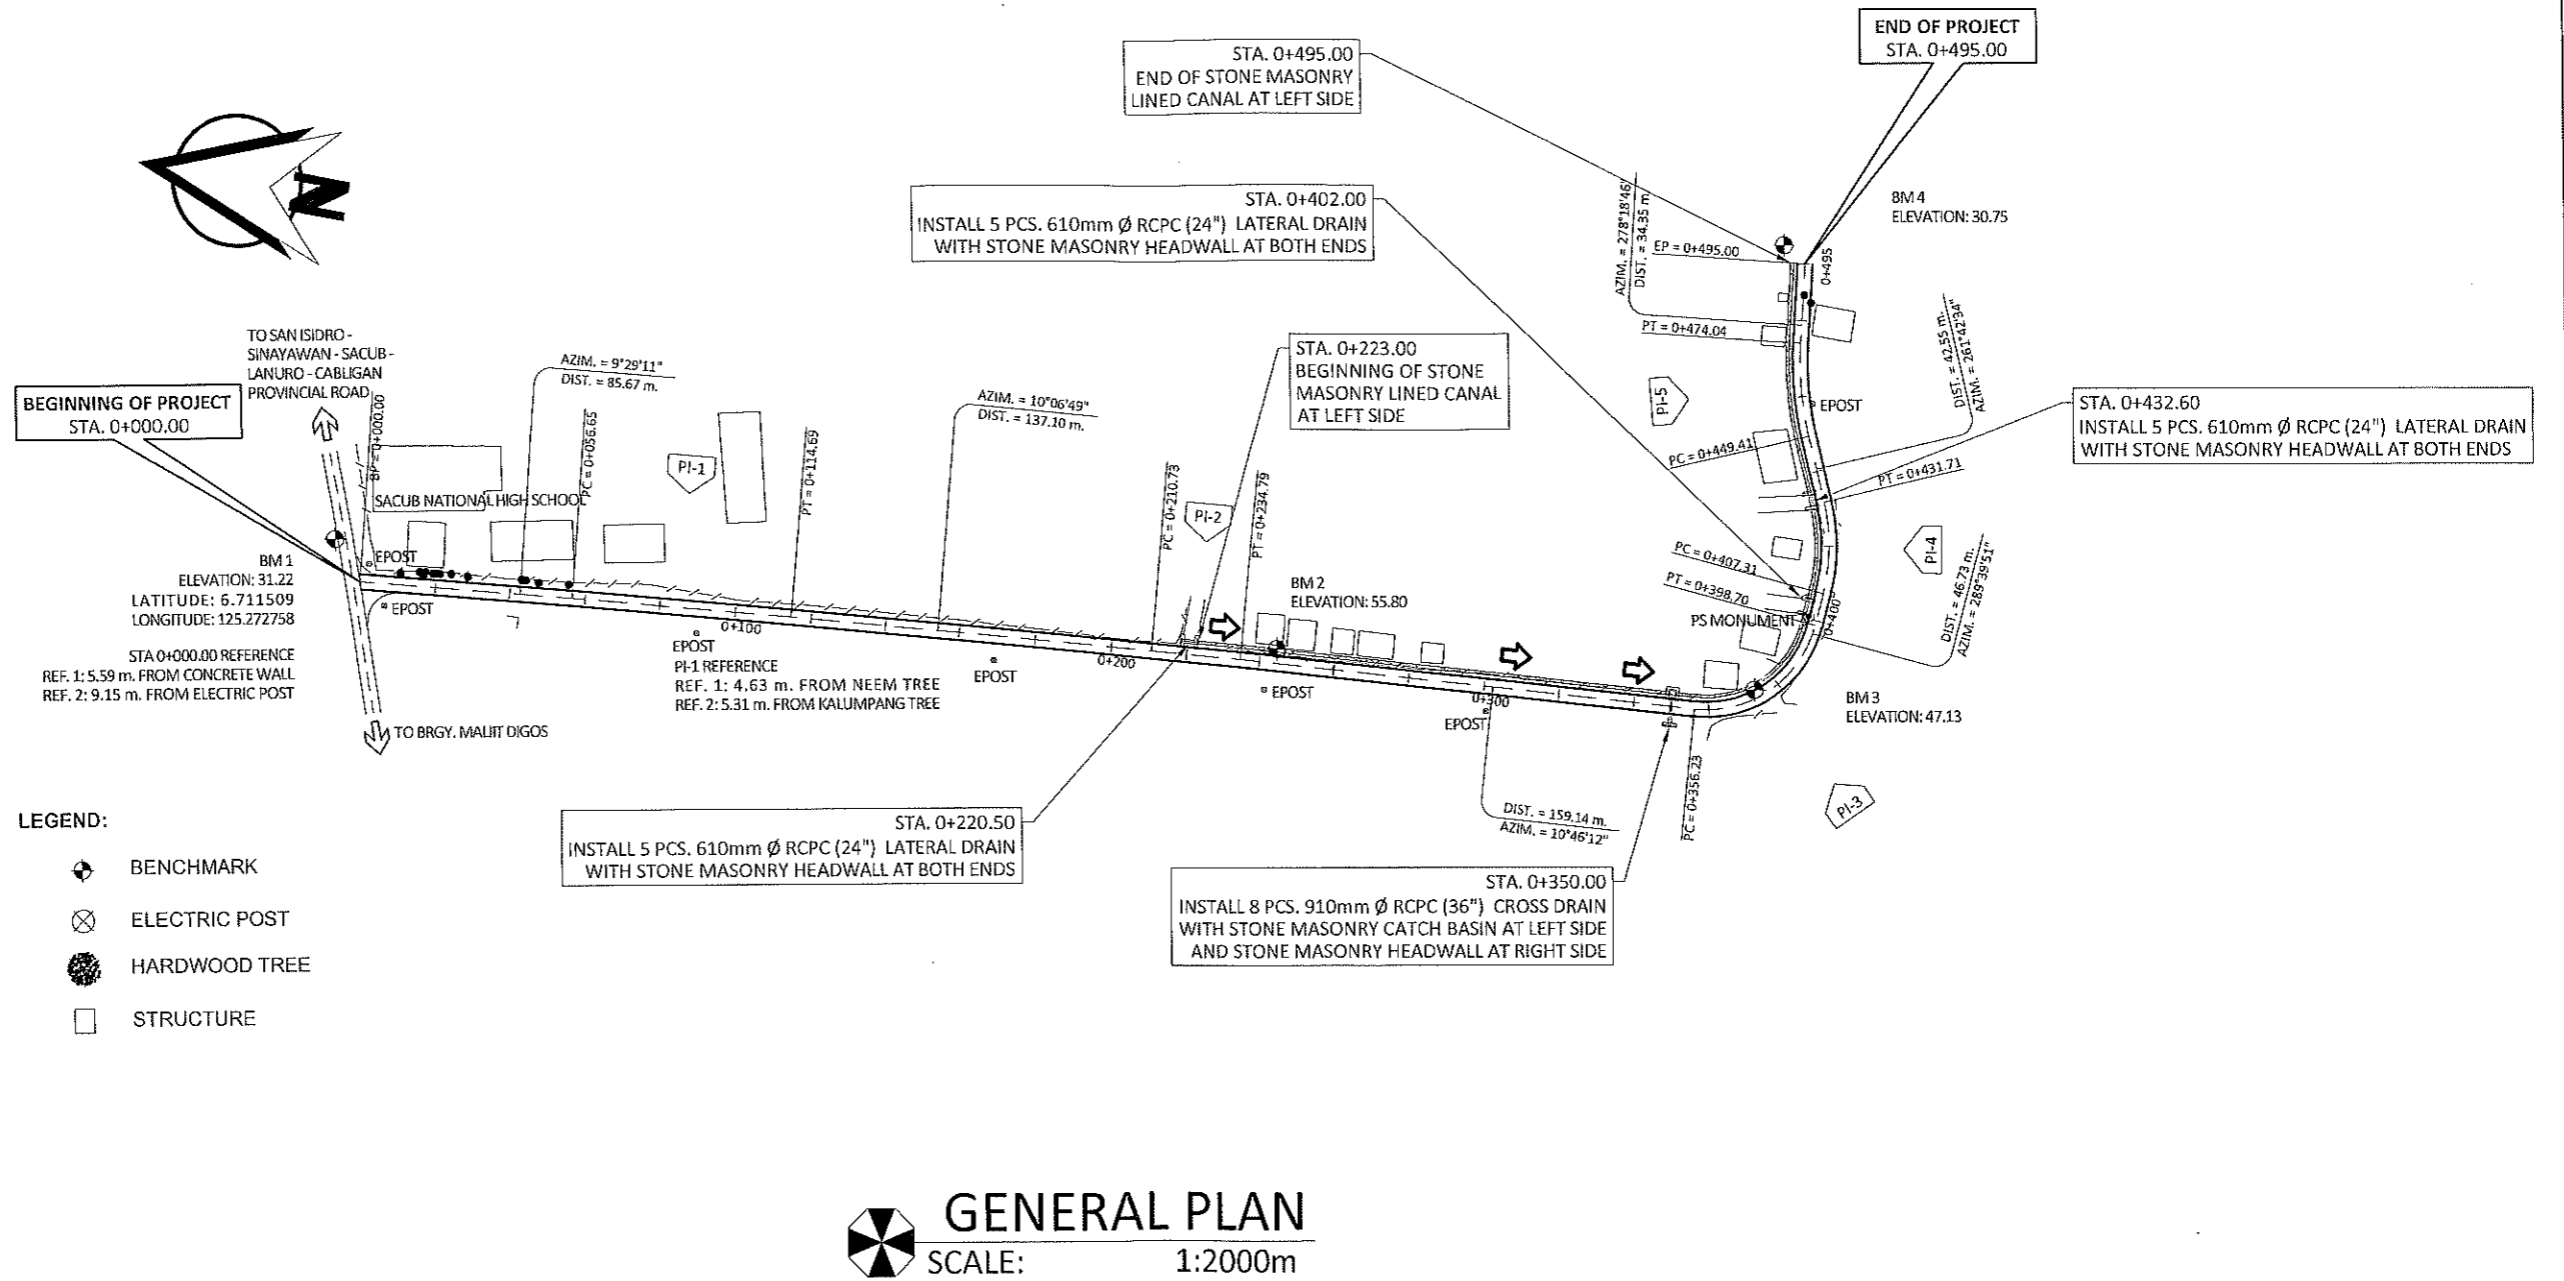 END OF PROJECT
STA. 0+495.00
STA. 0+495.00
END OF STONE MASONRY
LINED CANAL AT LEFT SIDE
N
STA. 0+402.00
INSTALL 5 PCS. 610mm Ø RCPC (24") LATERAL DRAIN
WITH STONE MASONRY HEADWALL AT BOTH ENDS
AZIM. = 278°18'46"
DIST. = 34.35 m.
EP = 0+495.00
BM 4
ELEVATION: 30.75
0+495
PT = 0+474.04
TO SAN ISIDRO -
SINAYAWAN - SACUB -
LANURO - CABLIGAN
PROVINCIAL ROAD
BEGINNING OF PROJECT
STA. 0+000.00
BP = 0+000.00
AZIM. = 9°29'11"
DIST. = 85.67 m.
PC = 0+056.65
PI-1
SACUB NATIONAL HIGH SCHOOL
PT = 0+114.69
AZIM. = 10°06'49"
DIST. = 137.10 m.
STA. 0+223.00
BEGINNING OF STONE
MASONRY LINED CANAL
AT LEFT SIDE
PC = 0+210.73
PI-2
PT = 0+234.79
PI-5
EPOST
DIST. = 42.55 m.
AZIM. = 261°42'34"
STA. 0+432.60
INSTALL 5 PCS. 610mm Ø RCPC (24") LATERAL DRAIN
WITH STONE MASONRY HEADWALL AT BOTH ENDS
PC = 0+449.41
PT = 0+431.71
PI-4
PC = 0+407.31
PT = 0+398.70
PS MONUMENT
0+400
DIST. = 46.73 m.
AZIM. = 289°39'51"
EPOST
BM 1
ELEVATION: 31.22
LATITUDE: 6.711509
LONGITUDE: 125.272758
EPOST
STA 0+000.00 REFERENCE
REF. 1: 5.59 m. FROM CONCRETE WALL
REF. 2: 9.15 m. FROM ELECTRIC POST
TO BRGY. MALIIT DIGOS
0+100
EPOST
PI-1 REFERENCE
REF. 1: 4.63 m. FROM NEEM TREE
REF. 2: 5.31 m. FROM KALUMPANG TREE
EPOST
0+200
BM 2
ELEVATION: 55.80
EPOST
0+300
EPOST
BM 3
ELEVATION: 47.13
PC = 0+356.23
PI-3
DIST. = 159.14 m.
AZIM. = 10°46'12"
STA. 0+220.50
INSTALL 5 PCS. 610mm Ø RCPC (24") LATERAL DRAIN
WITH STONE MASONRY HEADWALL AT BOTH ENDS
STA. 0+350.00
INSTALL 8 PCS. 910mm Ø RCPC (36") CROSS DRAIN
WITH STONE MASONRY CATCH BASIN AT LEFT SIDE
AND STONE MASONRY HEADWALL AT RIGHT SIDE
LEGEND:
BENCHMARK
ELECTRIC POST
HARDWOOD TREE
STRUCTURE
GENERAL PLAN
SCALE: 1:2000m